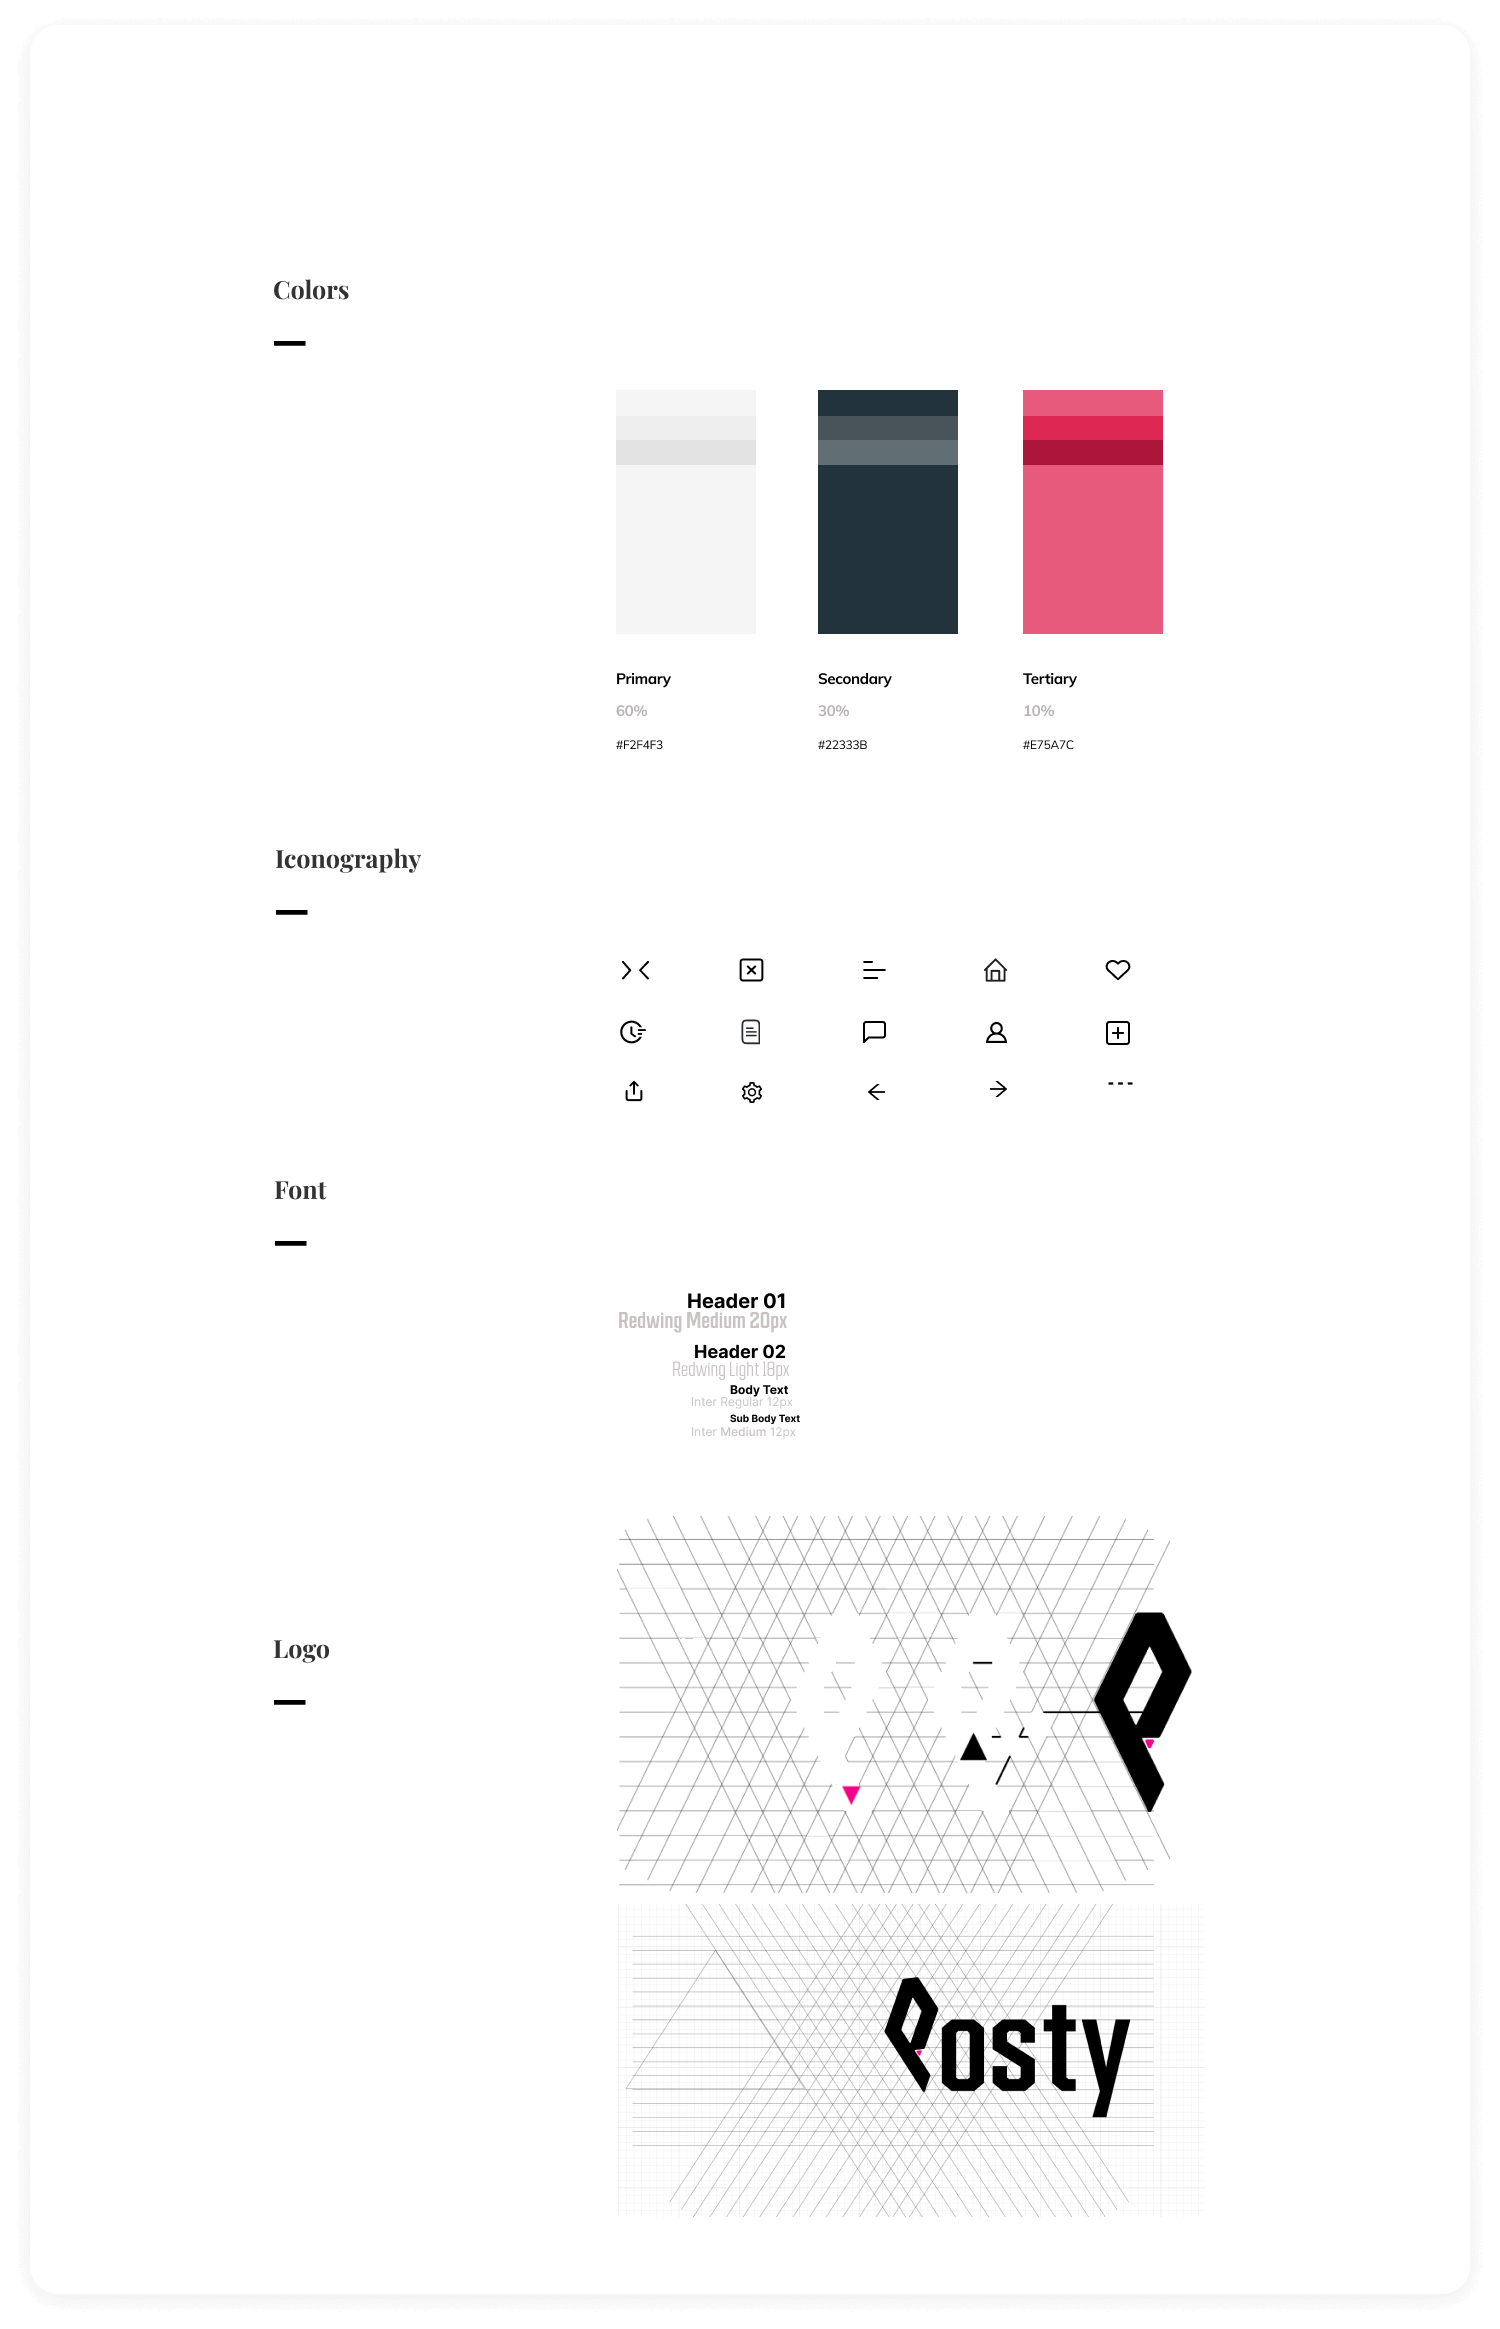 Colors
Primary
Secondary
Tertiary
60%
30%
10%
#F2F4F3
#22333B
#E75A7C
Iconography
Font
Header 01
Redwing Medium 20px
Header 02
Redwing Light 18px
Body Text
Inter Regular 12px
Sub Body Text
Inter Medium 12px
Logo
P
Posty